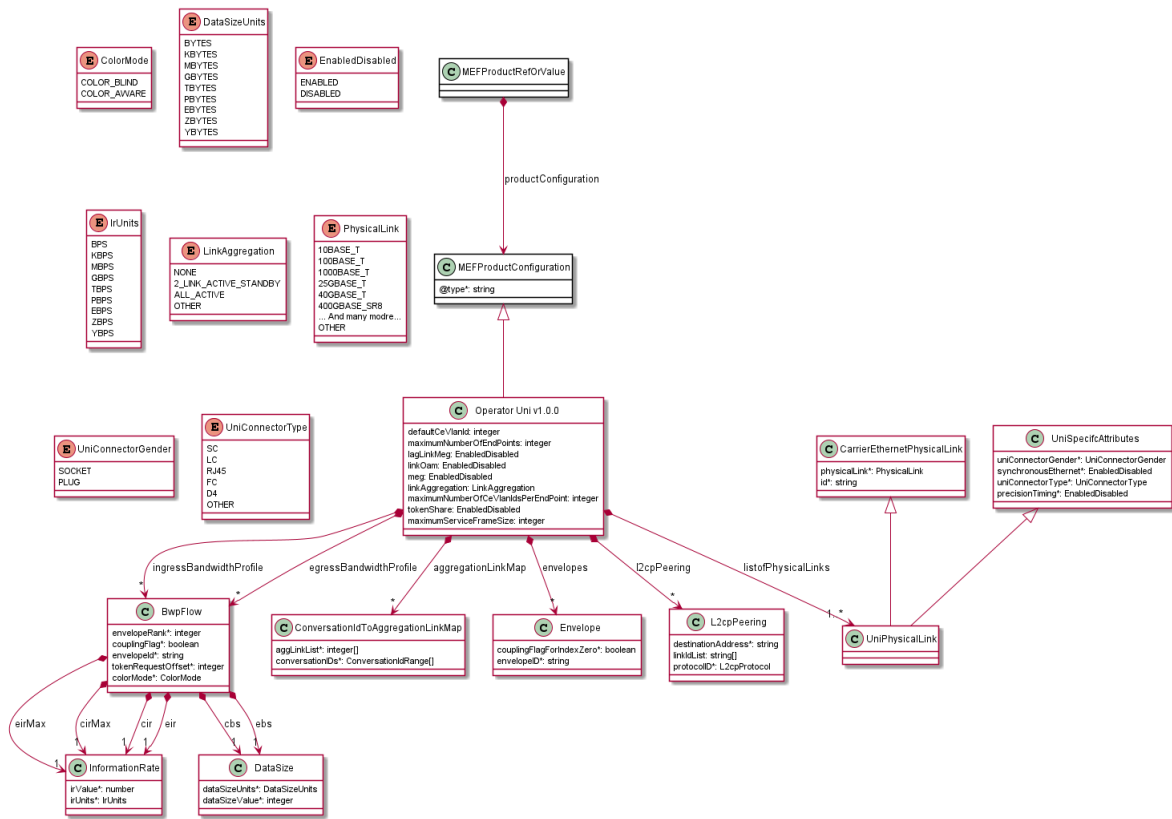 E ColorMode
COLOR_BLIND
COLOR_AWARE
E DataSizeUnits
BYTES
KBYTES
MBYTES
GBYTES
TBYTES
PBYTES
EBYTES
ZBYTES
YBYTES
E EnabledDisabled
ENABLED
DISABLED
C MEFProductRefOrValue
productConfiguration
E IrUnits
BPS
KBPS
MBPS
GBPS
TBPS
PBPS
EBPS
ZBPS
YBPS
E LinkAggregation
NONE
2_LINK_ACTIVE_STANDBY
ALL_ACTIVE
OTHER
E PhysicalLink
10BASE_T
100BASE_T
1000BASE_T
25GBASE_T
40GBASE_T
400GBASE_SR8
... And many modre...
OTHER
C MEFProductConfiguration
@type*: string
E UniConnectorGender
SOCKET
PLUG
E UniConnectorType
SC
LC
RJ45
FC
D4
OTHER
C Operator Uni v1.0.0
defaultCeVlanId: integer
maximumNumberOfEndPoints: integer
lagLinkMeg: EnabledDisabled
linkOam: EnabledDisabled
meg: EnabledDisabled
linkAggregation: LinkAggregation
maximumNumberOfCeVlanIdsPerEndPoint: integer
tokenShare: EnabledDisabled
maximumServiceFrameSize: integer
C CarrierEthernetPhysicalLink
physicalLink*: PhysicalLink
id*: string
C UniSpecifcAttributes
uniConnectorGender*: UniConnectorGender
synchronousEthernet*: EnabledDisabled
uniConnectorType*: UniConnectorType
precisionTiming*: EnabledDisabled
ingressBandwidthProfile
*
egressBandwidthProfile
*
aggregationLinkMap
*
envelopes
*
l2cpPeering
*
listofPhysicalLinks
1..*
C BwpFlow
envelopeRank*: integer
couplingFlag*: boolean
envelopeId*: string
tokenRequestOffset*: integer
colorMode*: ColorMode
C ConversationIdToAggregationLinkMap
aggLinkList*: integer[]
conversationIDs*: ConversationIdRange[]
C Envelope
couplingFlagForIndexZero*: boolean
envelopeID*: string
C L2cpPeering
destinationAddress*: string
linkIdList: string[]
protocolID*: L2cpProtocol
C UniPhysicalLink
eirMax
1
cirMax
1
cir
1
eir
1
cbs
1
ebs
1
C InformationRate
irValue*: number
irUnits*: IrUnits
C DataSize
dataSizeUnits*: DataSizeUnits
dataSizeValue*: integer